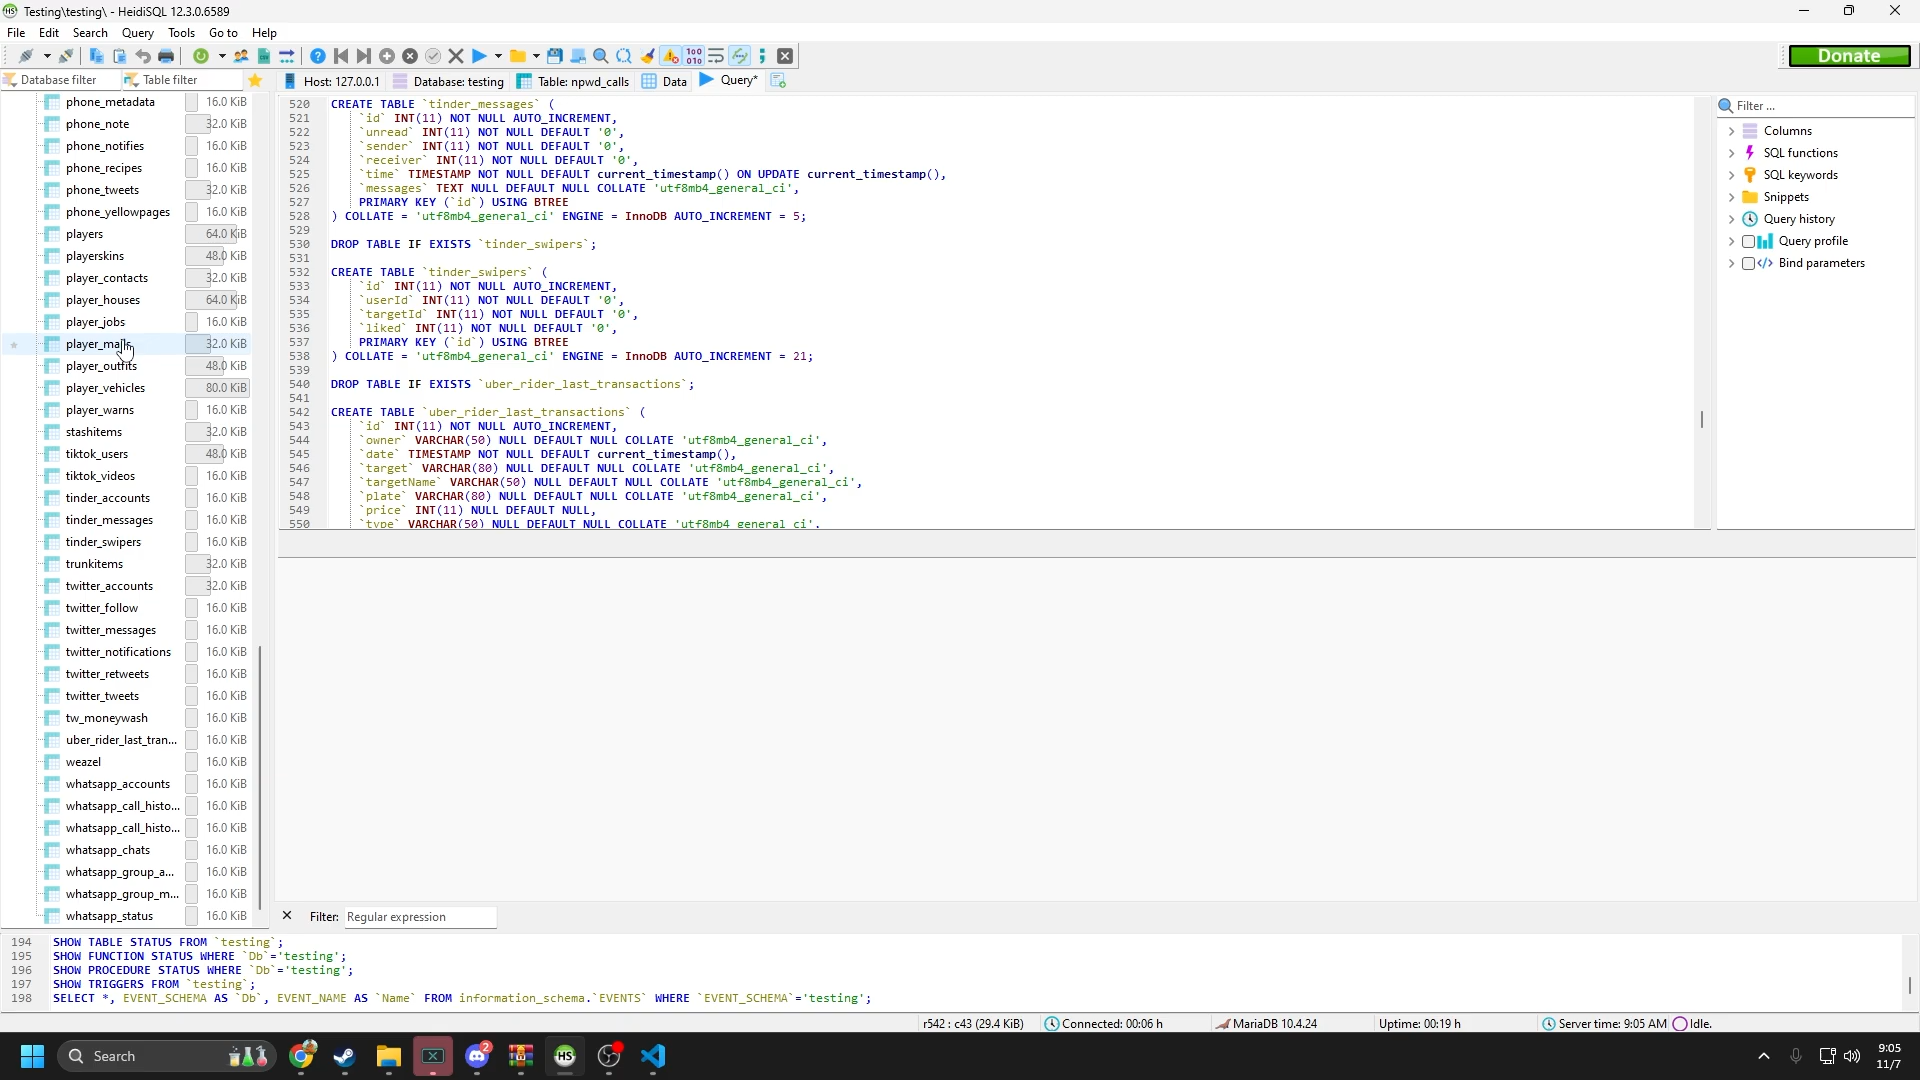 Testing\testing\ - HeidiSQL 12.3.0.6589
File Edit Search Query Tools Go to Help
Donate
Database filter Table filter Host: 127.0.0.1 Database: testing Table: npwd_calls Data Query*
phone_metadata 16.0 KiB
phone_note 32.0 KiB
phone_notifies 16.0 KiB
phone_recipes 16.0 KiB
phone_tweets 32.0 KiB
phone_yellowpages 16.0 KiB
players 64.0 KiB
playerskins 48.0 KiB
player_contacts 32.0 KiB
player_houses 64.0 KiB
player_jobs 16.0 KiB
player_mails 32.0 KiB
player_outfits 48.0 KiB
player_vehicles 80.0 KiB
player_warns 16.0 KiB
stashitems 32.0 KiB
tiktok_users 48.0 KiB
tiktok_videos 16.0 KiB
tinder_accounts 16.0 KiB
tinder_messages 16.0 KiB
tinder_swipers 16.0 KiB
trunkitems 32.0 KiB
twitter_accounts 32.0 KiB
twitter_follow 16.0 KiB
twitter_messages 16.0 KiB
twitter_notifications 16.0 KiB
twitter_retweets 16.0 KiB
twitter_tweets 16.0 KiB
tw_moneywash 16.0 KiB
uber_rider_last_tran... 16.0 KiB
weazel 16.0 KiB
whatsapp_accounts 16.0 KiB
whatsapp_call_histo... 16.0 KiB
whatsapp_call_histo... 16.0 KiB
whatsapp_chats 16.0 KiB
whatsapp_group_a... 16.0 KiB
whatsapp_group_m... 16.0 KiB
whatsapp_status 16.0 KiB
520 CREATE TABLE `tinder_messages` (
521 `id` INT(11) NOT NULL AUTO_INCREMENT,
522 `unread` INT(11) NOT NULL DEFAULT '0',
523 `sender` INT(11) NOT NULL DEFAULT '0',
524 `receiver` INT(11) NOT NULL DEFAULT '0',
525 `time` TIMESTAMP NOT NULL DEFAULT current_timestamp() ON UPDATE current_timestamp(),
526 `messages` TEXT NULL DEFAULT NULL COLLATE 'utf8mb4_general_ci',
527 PRIMARY KEY (`id`) USING BTREE
528 ) COLLATE = 'utf8mb4_general_ci' ENGINE = InnoDB AUTO_INCREMENT = 5;
529
530 DROP TABLE IF EXISTS `tinder_swipers`;
531
532 CREATE TABLE `tinder_swipers` (
533 `id` INT(11) NOT NULL AUTO_INCREMENT,
534 `userId` INT(11) NOT NULL DEFAULT '0',
535 `targetId` INT(11) NOT NULL DEFAULT '0',
536 `liked` INT(11) NOT NULL DEFAULT '0',
537 PRIMARY KEY (`id`) USING BTREE
538 ) COLLATE = 'utf8mb4_general_ci' ENGINE = InnoDB AUTO_INCREMENT = 21;
539
540 DROP TABLE IF EXISTS `uber_rider_last_transactions`;
541
542 CREATE TABLE `uber_rider_last_transactions` (
543 `id` INT(11) NOT NULL AUTO_INCREMENT,
544 `owner` VARCHAR(50) NULL DEFAULT NULL COLLATE 'utf8mb4_general_ci',
545 `date` TIMESTAMP NOT NULL DEFAULT current_timestamp(),
546 `target` VARCHAR(80) NULL DEFAULT NULL COLLATE 'utf8mb4_general_ci',
547 `targetName` VARCHAR(50) NULL DEFAULT NULL COLLATE 'utf8mb4_general_ci',
548 `plate` VARCHAR(80) NULL DEFAULT NULL COLLATE 'utf8mb4_general_ci',
549 `price` INT(11) NULL DEFAULT NULL,
550 `type` VARCHAR(50) NULL DEFAULT NULL COLLATE 'utf8mb4_general_ci',
Filter ...
Columns
SQL functions
SQL keywords
Snippets
Query history
Query profile
Bind parameters
Filter: Regular expression
194 SHOW TABLE STATUS FROM `testing`;
195 SHOW FUNCTION STATUS WHERE `Db`='testing';
196 SHOW PROCEDURE STATUS WHERE `Db`='testing';
197 SHOW TRIGGERS FROM `testing`;
198 SELECT *, EVENT_SCHEMA AS `Db`, EVENT_NAME AS `Name` FROM information_schema.`EVENTS` WHERE `EVENT_SCHEMA`='testing';
r542 : c43 (29.4 KiB) Connected: 00:06 h MariaDB 10.4.24 Uptime: 00:19 h Server time: 9:05 AM Idle.
Search 2 HS 9:05
11/7